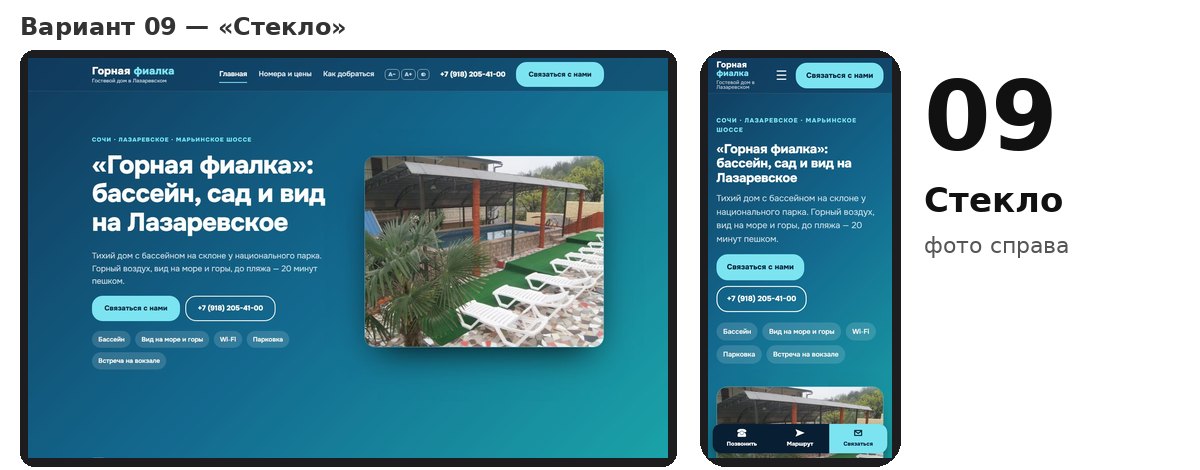 Вариант 09 — «Стекло»
Горная фиалка
Гостевой дом в Лазаревском
Главная
Номера и цены
Как добраться
A−
A+
+7 (918) 205-41-00
Связаться с нами
СОЧИ · ЛАЗАРЕВСКОЕ · МАРЬИНСКОЕ ШОССЕ
«Горная фиалка»:
бассейн, сад и вид
на Лазаревское
Тихий дом с бассейном на склоне у национального парка.
Горный воздух, вид на море и горы, до пляжа — 20 минут
пешком.
Связаться с нами
+7 (918) 205-41-00
Бассейн
Вид на море и горы
Wi-Fi
Парковка
Встреча на вокзале
Горная
фиалка
Гостевой дом в
Лазаревском
Связаться с нами
СОЧИ · ЛАЗАРЕВСКОЕ · МАРЬИНСКОЕ
ШОССЕ
«Горная фиалка»:
бассейн, сад и вид на
Лазаревское
Тихий дом с бассейном на склоне у
национального парка. Горный воздух,
вид на море и горы, до пляжа — 20
минут пешком.
Связаться с нами
+7 (918) 205-41-00
Бассейн
Вид на море и горы
Wi-Fi
Парковка
Встреча на вокзале
Позвонить
Маршрут
Связаться
09
Стекло
фото справа